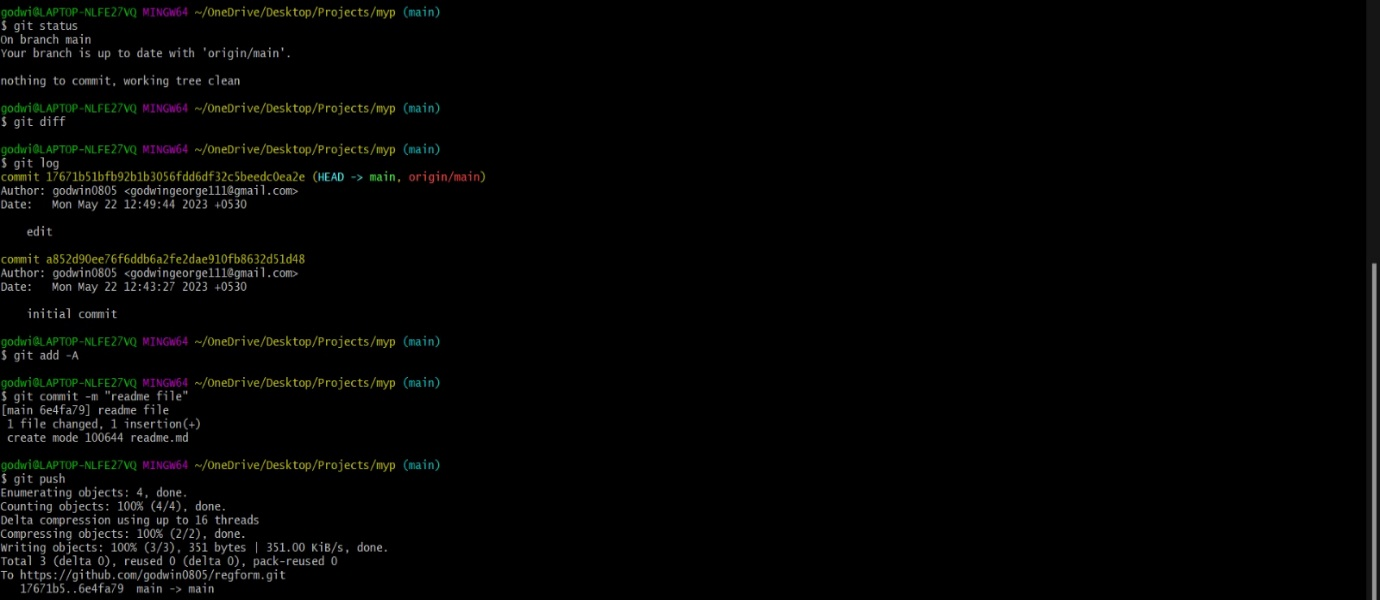 godwi@LAPTOP-NLFE27VQ MINGW64 ~/OneDrive/Desktop/Projects/myp (main)
$ git status
On branch main
Your branch is up to date with 'origin/main'.
nothing to commit, working tree clean
godwi@LAPTOP-NLFE27VQ MINGW64 ~/OneDrive/Desktop/Projects/myp (main)
$ git diff
godwi@LAPTOP-NLFE27VQ MINGW64 ~/OneDrive/Desktop/Projects/myp (main)
$ git log
commit 17671b51bfb92b1b3056fdd6df32c5beedc0ea2e (HEAD -> main, origin/main)
Author: godwin0805 <godwingeorge111@gmail.com>
Date:   Mon May 22 12:49:44 2023 +0530
    edit
commit a852d90ee76f6ddb6a2fe2dae910fb8632d51d48
Author: godwin0805 <godwingeorge111@gmail.com>
Date:   Mon May 22 12:43:27 2023 +0530
    initial commit
godwi@LAPTOP-NLFE27VQ MINGW64 ~/OneDrive/Desktop/Projects/myp (main)
$ git add -A
godwi@LAPTOP-NLFE27VQ MINGW64 ~/OneDrive/Desktop/Projects/myp (main)
$ git commit -m "readme file"
[main 6e4fa79] readme file
 1 file changed, 1 insertion(+)
 create mode 100644 readme.md
godwi@LAPTOP-NLFE27VQ MINGW64 ~/OneDrive/Desktop/Projects/myp (main)
$ git push
Enumerating objects: 4, done.
Counting objects: 100% (4/4), done.
Delta compression using up to 16 threads
Compressing objects: 100% (2/2), done.
Writing objects: 100% (3/3), 351 bytes | 351.00 KiB/s, done.
Total 3 (delta 0), reused 0 (delta 0), pack-reused 0
To https://github.com/godwin0805/regform.git
   17671b5..6e4fa79  main -> main